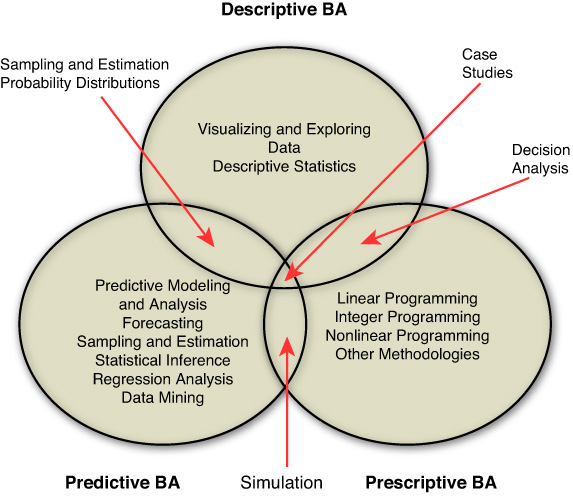 Descriptive BA
Sampling and Estimation
Probability Distributions
Case
Studies
Visualizing and Exploring
Data
Descriptive Statistics
Decision
Analysis
Predictive Modeling
and Analysis
Forecasting
Sampling and Estimation
Statistical Inference
Regression Analysis
Data Mining
Linear Programming
Integer Programming
Nonlinear Programming
Other Methodologies
Predictive BA
Simulation
Prescriptive BA